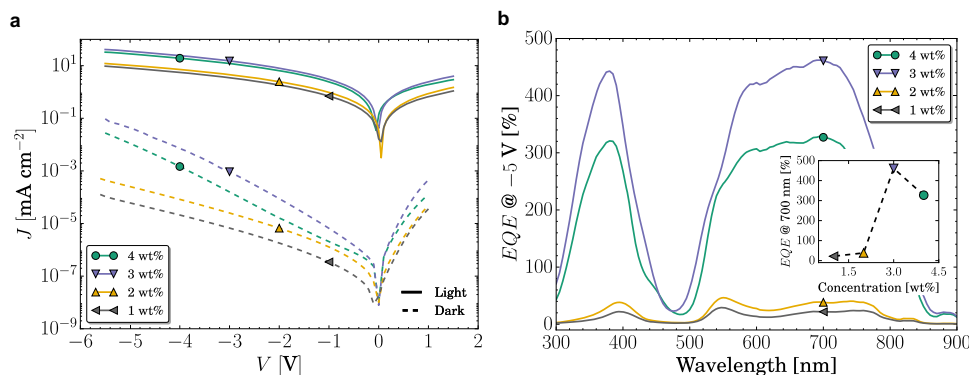 a
J [mA cm⁻²]
10¹
10⁻¹
10⁻³
10⁻⁵
10⁻⁷
10⁻⁹
4 wt%
3 wt%
2 wt%
1 wt%
Light
Dark
−6 −5 −4 −3 −2 −1 0 1 2
V [V]
b
EQE @ −5 V [%]
500
400
300
200
100
0
4 wt%
3 wt%
2 wt%
1 wt%
EQE @ 700 nm [%]
500
400
300
200
100
0
1.5 3.0 4.5
Concentration [wt%]
300 400 500 600 700 800 900
Wavelength [nm]